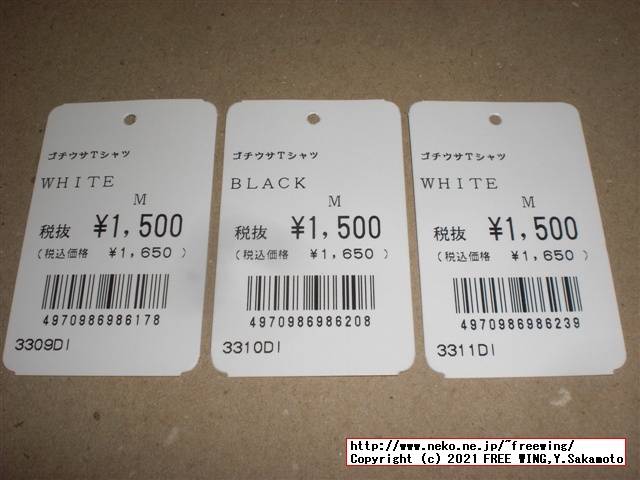 ゴチウサTシャツ
WHITE
M
税抜 ¥1,500
(税込価格 ¥1,650 )
4970986986178
3309DI
ゴチウサTシャツ
BLACK
M
税抜 ¥1,500
(税込価格 ¥1,650 )
4970986986208
3310DI
ゴチウサTシャツ
WHITE
M
税抜 ¥1,500
(税込価格 ¥1,650 )
4970986986239
3311DI
http://www.neko.ne.jp/~freewing/
Copyright (c) 2021 FREE WING,Y.Sakamoto